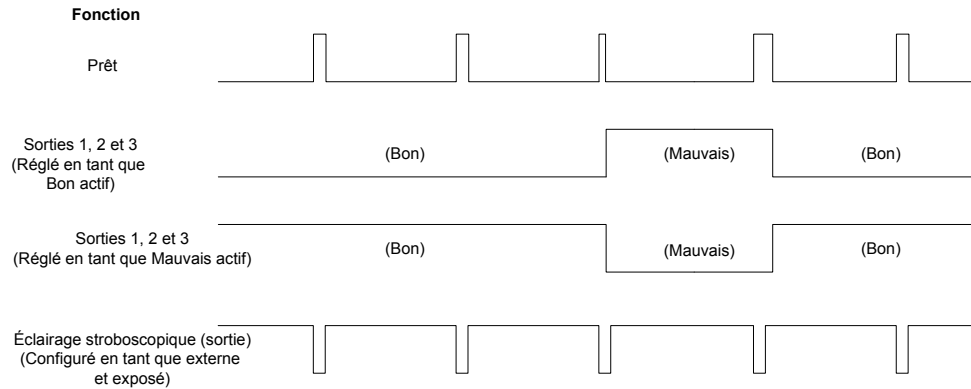 Fonction
Prêt
Sorties 1, 2 et 3
(Réglé en tant que
Bon actif)
(Bon)
(Mauvais)
(Bon)
Sorties 1, 2 et 3
(Réglé en tant que Mauvais actif)
(Bon)
(Mauvais)
(Bon)
Éclairage stroboscopique (sortie)
(Configuré en tant que externe
et exposé)